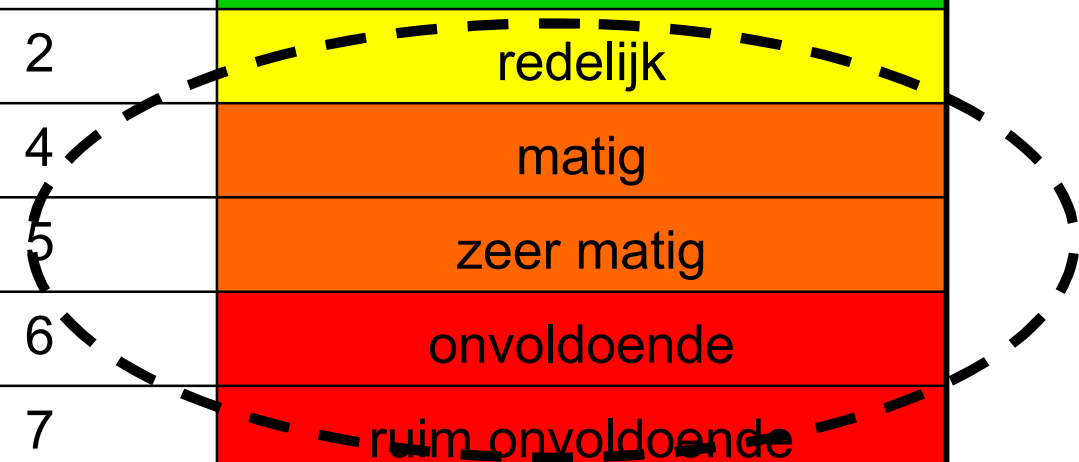 2 redelijk
4 matig
5 zeer matig
6 onvoldoende
7 ruim onvoldoende